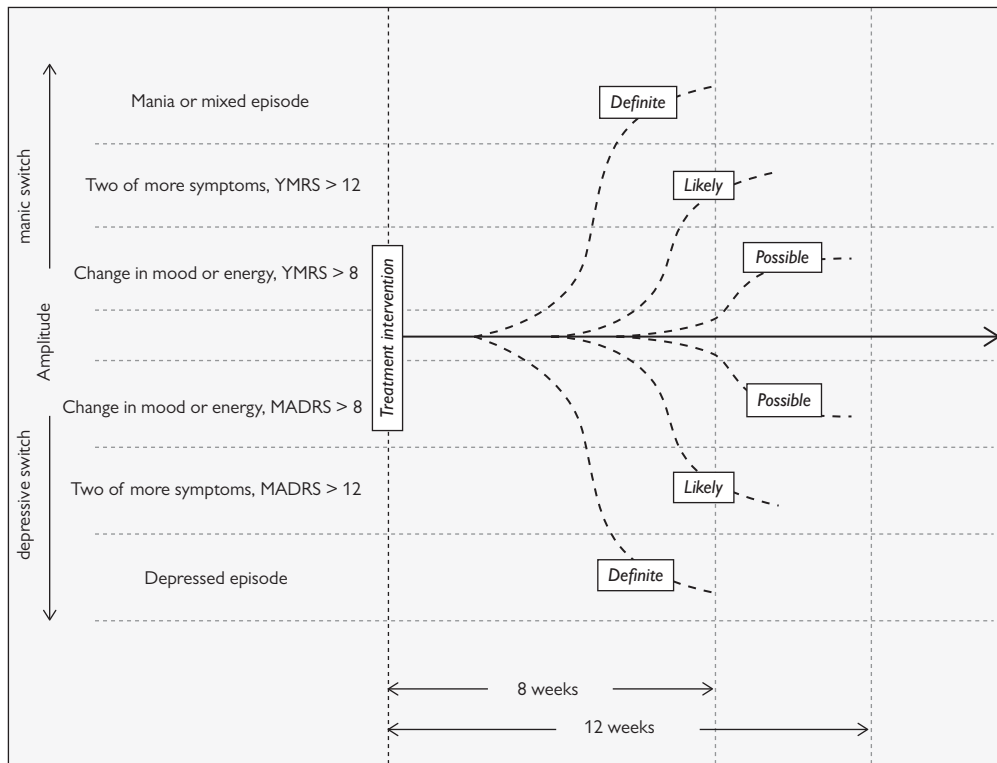 Mania or mixed episode
Definite
manic switch
Two of more symptoms, YMRS > 12
Likely
Change in mood or energy, YMRS > 8
Possible
Amplitude
Treatment intervention
Change in mood or energy, MADRS > 8
Possible
depressive switch
Two of more symptoms, MADRS > 12
Likely
Depressed episode
Definite
8 weeks
12 weeks